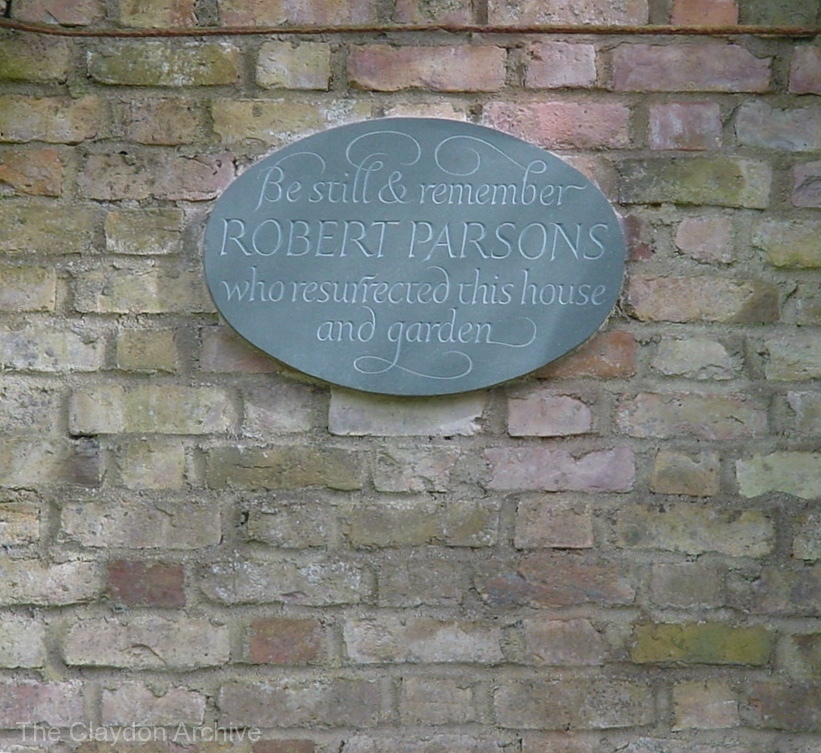 Be still & remember
ROBERT PARSONS
who resurrected this house
and garden
The Claydon Archive